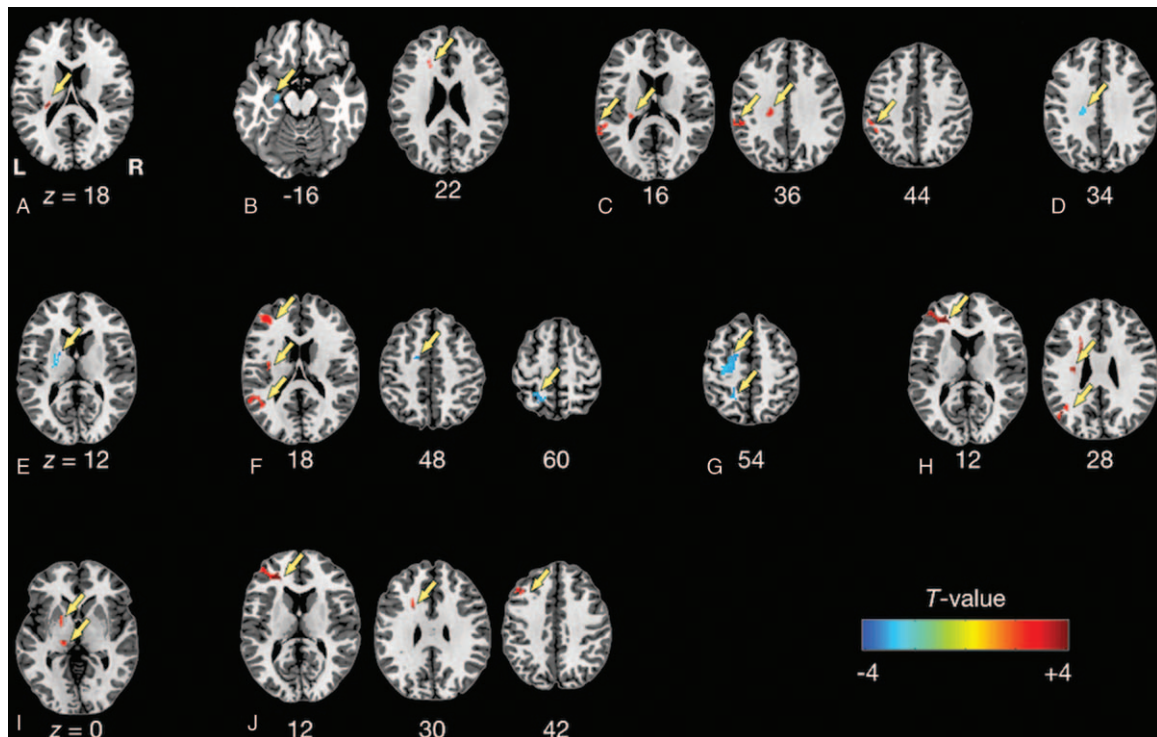 L R
A z = 18
B -16 22
C 16 36 44
D 34
E z = 12
F 18 48 60
G 54
H 12 28
T-value
-4 +4
I z = 0
J 12 30 42